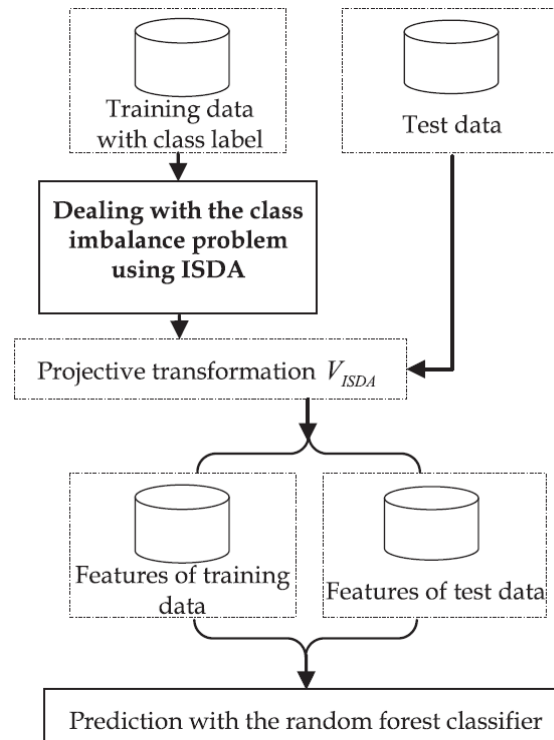 Training data
with class label
Test data
Dealing with the class
imbalance problem
using ISDA
Projective transformation V_ISDA
Features of training
data
Features of test data
Prediction with the random forest classifier